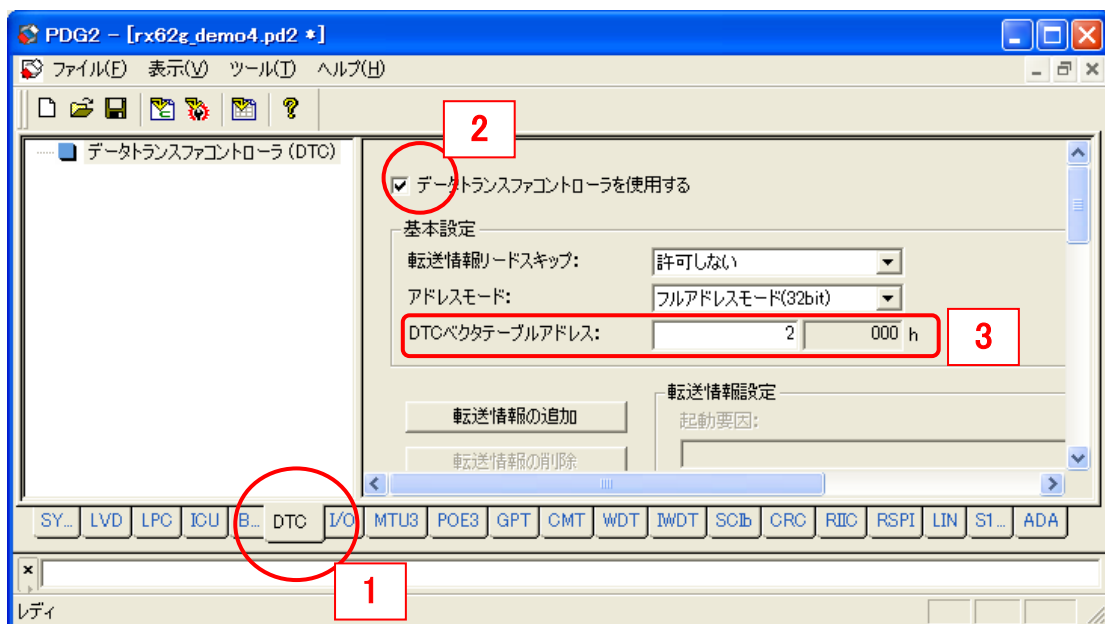 PDG2 - [rx62g_demo4.pd2 *]
ファイル(F) 表示(V) ツール(T) ヘルプ(H)
2
データトランスファコントローラ (DTC)
データトランスファコントローラを使用する
基本設定
転送情報リードスキップ: 許可しない
アドレスモード: フルアドレスモード(32bit)
DTCベクタテーブルアドレス: 2 000 h
3
転送情報の追加
転送情報設定
起動要因:
転送情報の削除
SY... LVD LPC ICU B... DTC I/O MTU3 POE3 GPT CMT WDT IWDT SCIb CRC RIIC RSPI LIN S1... ADA
1
レディ